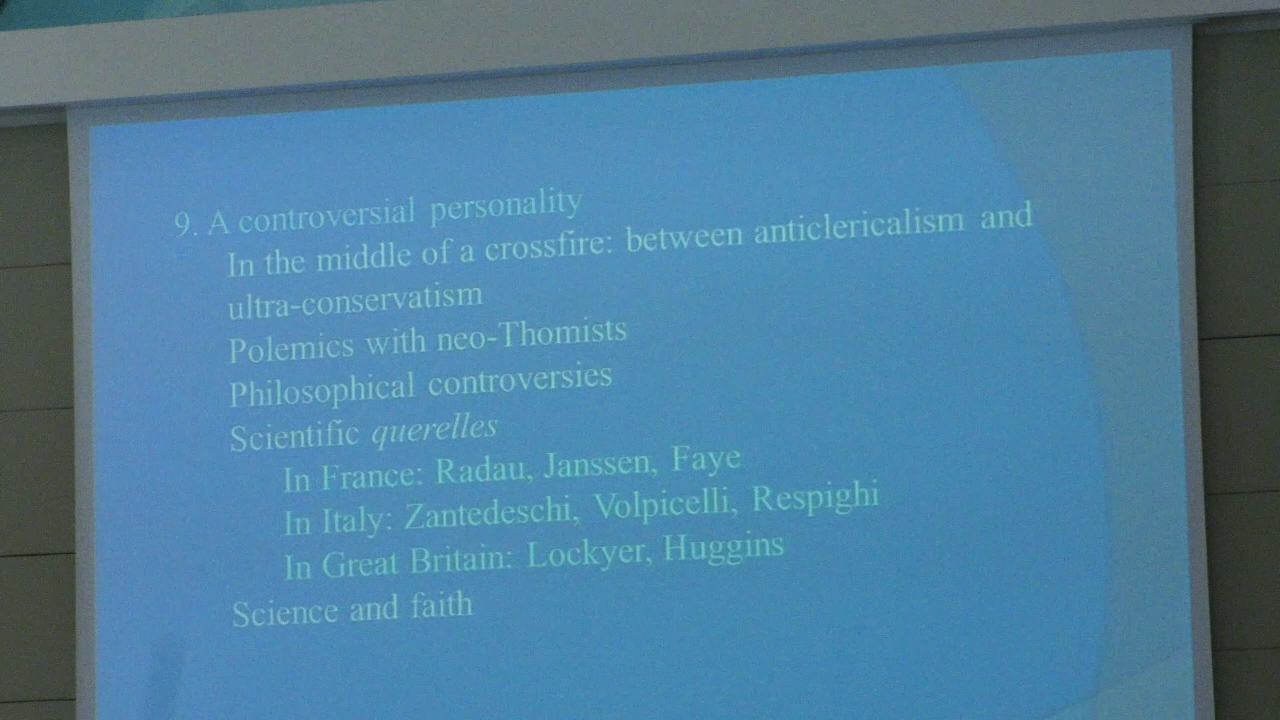 9. A controversial personality
In the middle of a crossfire: between anticlericalism and
ultra-conservatism
Polemics with neo-Thomists
Philosophical controversies
Scientific querelles
In France: Radau, Janssen, Faye
In Italy: Zantedeschi, Volpicelli, Respighi
In Great Britain: Lockyer, Huggins
Science and faith